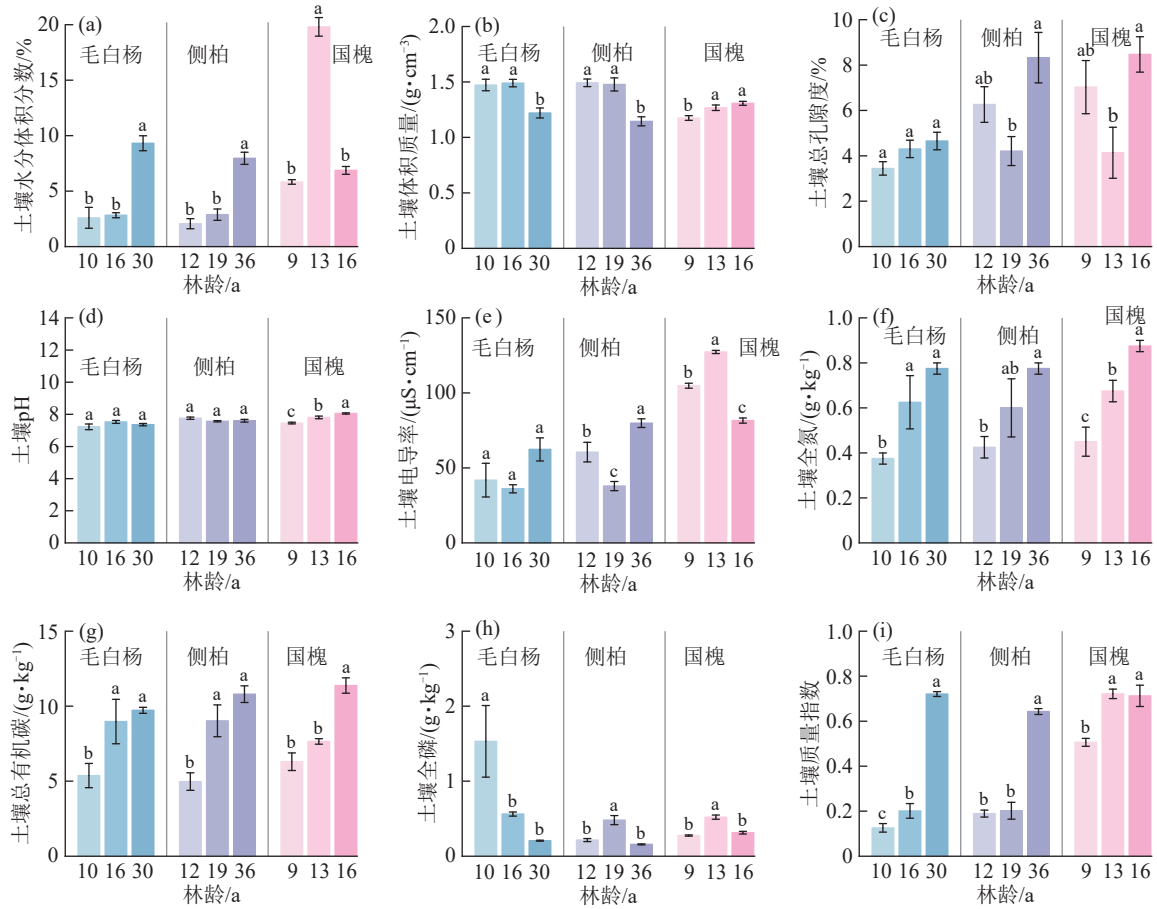 (a)
土壤水分体积分数/%
20
15
10
5
0
毛白杨 侧柏 国槐
b b a b b a b a b
10 16 30 12 19 36 9 13 16
林龄/a
(b)
土壤体积质量/(g•cm⁻³)
2.0
1.5
1.0
0.5
0
毛白杨 侧柏 国槐
a a b a a b b a a
10 16 30 12 19 36 9 13 16
林龄/a
(c)
土壤总孔隙度/%
10
8
6
4
2
0
毛白杨 侧柏 国槐
a a a ab b a ab b a
10 16 30 12 19 36 9 13 16
林龄/a
(d)
土壤pH
14
12
10
8
6
4
2
0
毛白杨 侧柏 国槐
a a a a a a c b a
10 16 30 12 19 36 9 13 16
林龄/a
(e)
土壤电导率/(μS•cm⁻¹)
150
100
50
0
毛白杨 侧柏 国槐
a a a b c a b a c
10 16 30 12 19 36 9 13 16
林龄/a
(f)
土壤全氮/(g•kg⁻¹)
1.0
0.8
0.6
0.4
0.2
0
毛白杨 侧柏 国槐
b a a b ab a c b a
10 16 30 12 19 36 9 13 16
林龄/a
(g)
土壤总有机碳/(g•kg⁻¹)
15
10
5
0
毛白杨 侧柏 国槐
b a a b a a b b a
10 16 30 12 19 36 9 13 16
林龄/a
(h)
土壤全磷/(g•kg⁻¹)
3
2
1
0
毛白杨 侧柏 国槐
a b b b a b b a b
10 16 30 12 19 36 9 13 16
林龄/a
(i)
土壤质量指数
1.0
0.8
0.6
0.4
0.2
0
毛白杨 侧柏 国槐
c b a b b a b a a
10 16 30 12 19 36 9 13 16
林龄/a